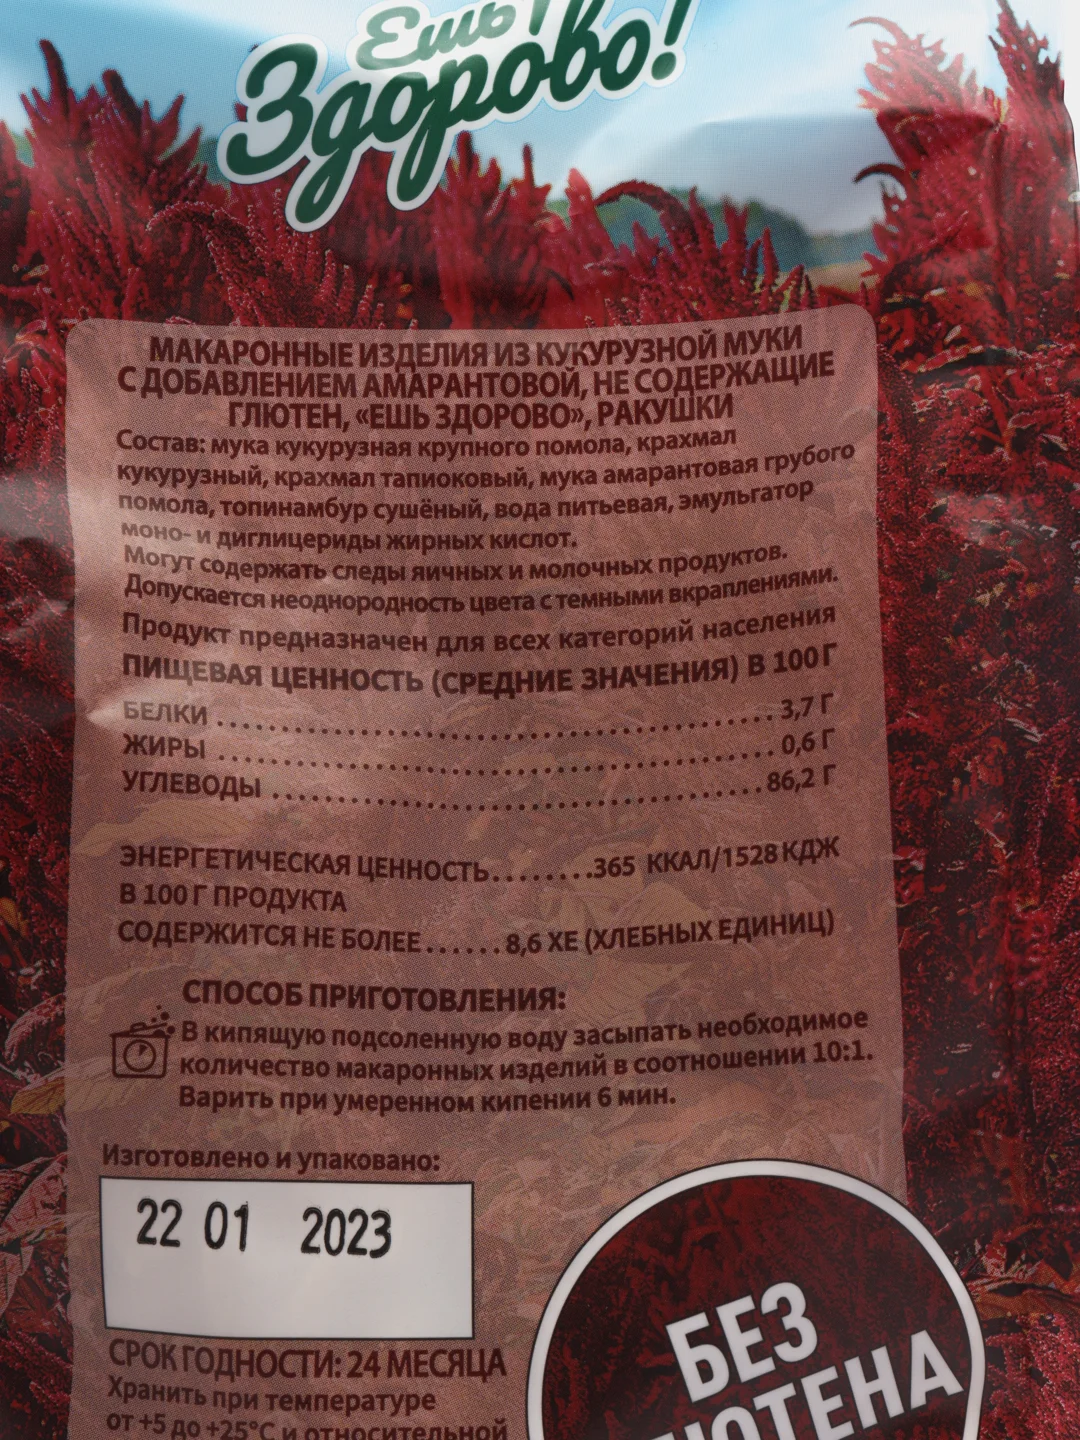 Ешь
Здорово!
МАКАРОННЫЕ ИЗДЕЛИЯ ИЗ КУКУРУЗНОЙ МУКИ
С ДОБАВЛЕНИЕМ АМАРАНТОВОЙ, НЕ СОДЕРЖАЩИЕ
ГЛЮТЕН, «ЕШЬ ЗДОРОВО», РАКУШКИ
Состав: мука кукурузная крупного помола, крахмал
кукурузный, крахмал тапиоковый, мука амарантовая грубого
помола, топинамбур сушёный, вода питьевая, эмульгатор
моно- и диглицериды жирных кислот.
Могут содержать следы яичных и молочных продуктов.
Допускается неоднородность цвета с темными вкраплениями.
Продукт предназначен для всех категорий населения
ПИЩЕВАЯ ЦЕННОСТЬ (СРЕДНИЕ ЗНАЧЕНИЯ) В 100 Г
БЕЛКИ ........................................ 3,7 Г
ЖИРЫ ........................................ 0,6 Г
УГЛЕВОДЫ ................................... 86,2 Г
ЭНЕРГЕТИЧЕСКАЯ ЦЕННОСТЬ........365 ККАЛ/1528 КДЖ
В 100 Г ПРОДУКТА
СОДЕРЖИТСЯ НЕ БОЛЕЕ......8,6 ХЕ (ХЛЕБНЫХ ЕДИНИЦ)
СПОСОБ ПРИГОТОВЛЕНИЯ:
В кипящую подсоленную воду засыпать необходимое
количество макаронных изделий в соотношении 10:1.
Варить при умеренном кипении 6 мин.
Изготовлено и упаковано:
22 01 2023
СРОК ГОДНОСТИ: 24 МЕСЯЦА
Хранить при температуре
от +5 до +25°С и относительной
БЕЗ
ГЛЮТЕНА